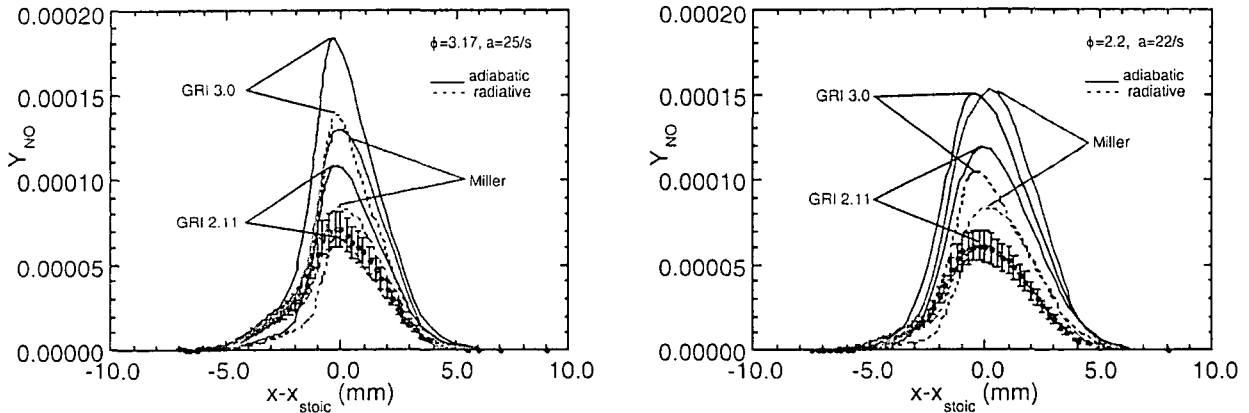 0.00020
0.00015
0.00010
0.00005
0.00000
Y_NO
ϕ=3.17, a=25/s
adiabatic
radiative
GRI 3.0
Miller
GRI 2.11
-10.0 -5.0 0.0 5.0 10.0
x-x_stoic (mm)
0.00020
0.00015
0.00010
0.00005
0.00000
Y_NO
ϕ=2.2, a=22/s
adiabatic
radiative
GRI 3.0
Miller
GRI 2.11
-10.0 -5.0 0.0 5.0 10.0
x-x_stoic (mm)